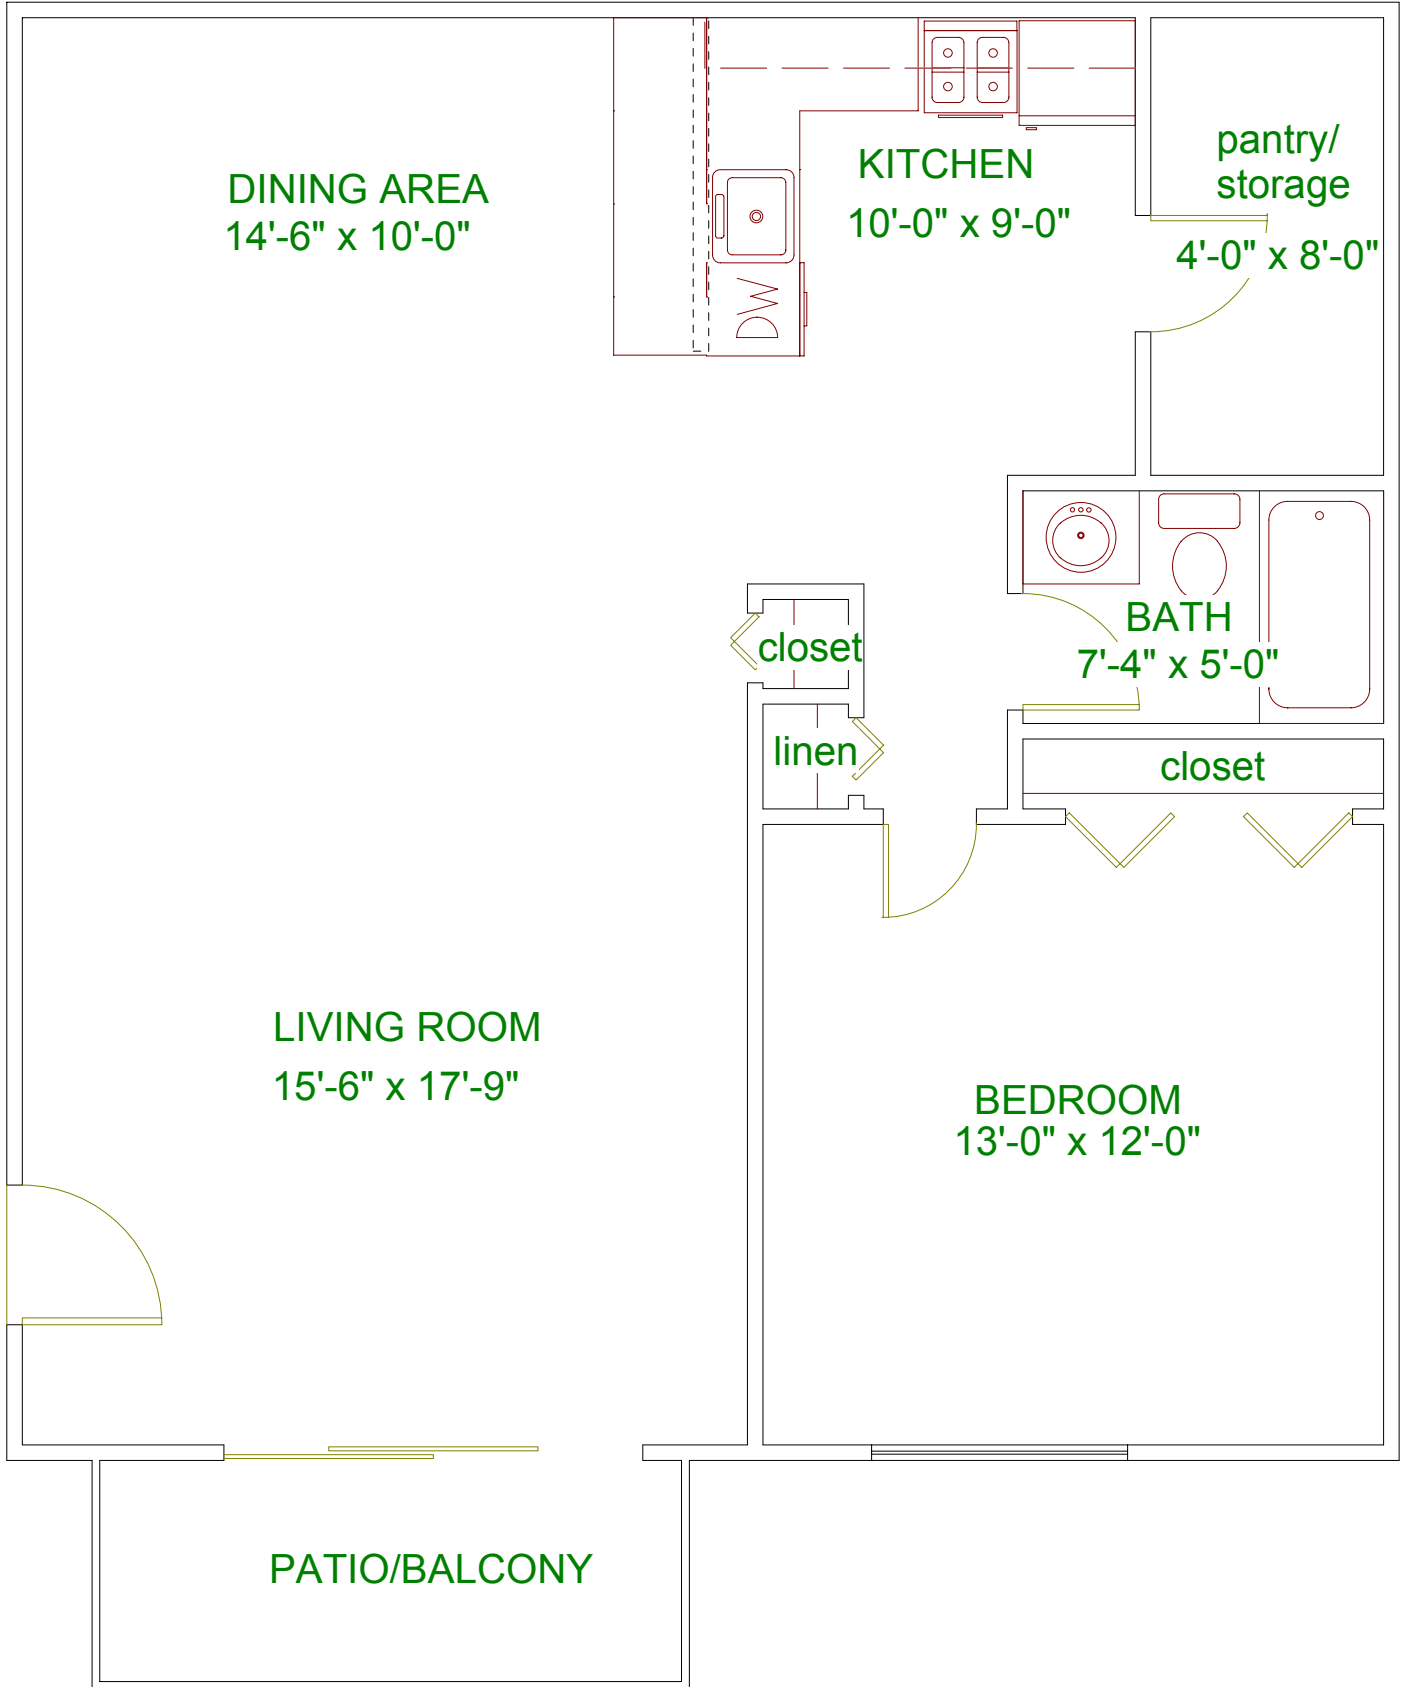 DINING AREA
14'-6" x 10'-0"
KITCHEN
10'-0" x 9'-0"
pantry/
storage
4'-0" x 8'-0"
DW
BATH
7'-4" x 5'-0"
closet
linen
closet
LIVING ROOM
15'-6" x 17'-9"
BEDROOM
13'-0" x 12'-0"
PATIO/BALCONY